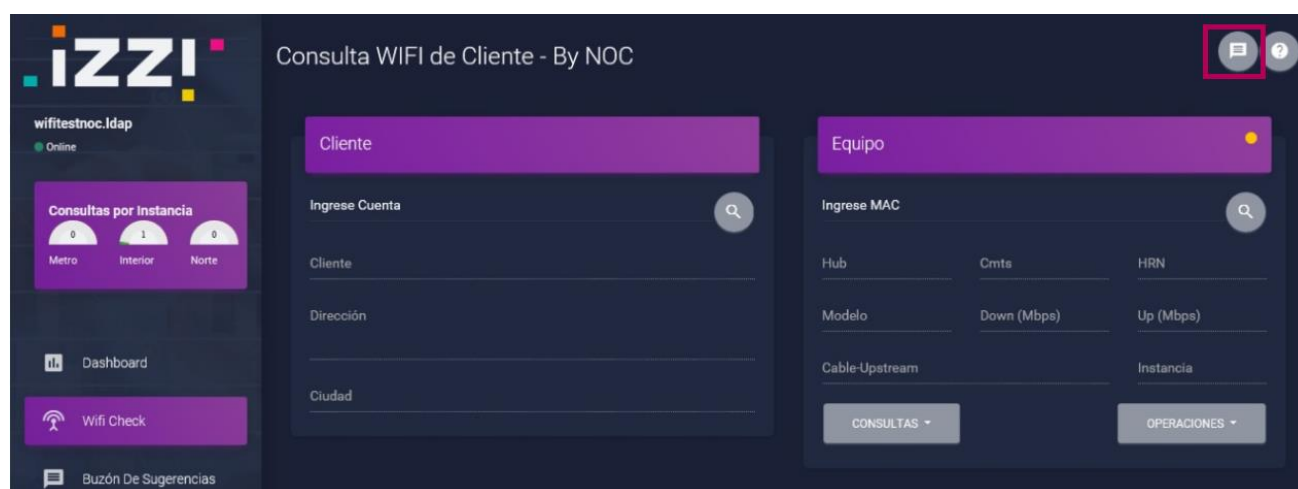 izzi
Consulta WIFI de Cliente - By NOC
wifitestnoc.ldap
Online
Consultas por Instancia
0 1 0
Metro Interior Norte
Dashboard
Wifi Check
Buzón De Sugerencias
Cliente
Ingrese Cuenta
Cliente
Dirección
Ciudad
Equipo
Ingrese MAC
Hub Cmts HRN
Modelo Down (Mbps) Up (Mbps)
Cable-Upstream Instancia
CONSULTAS OPERACIONES
?